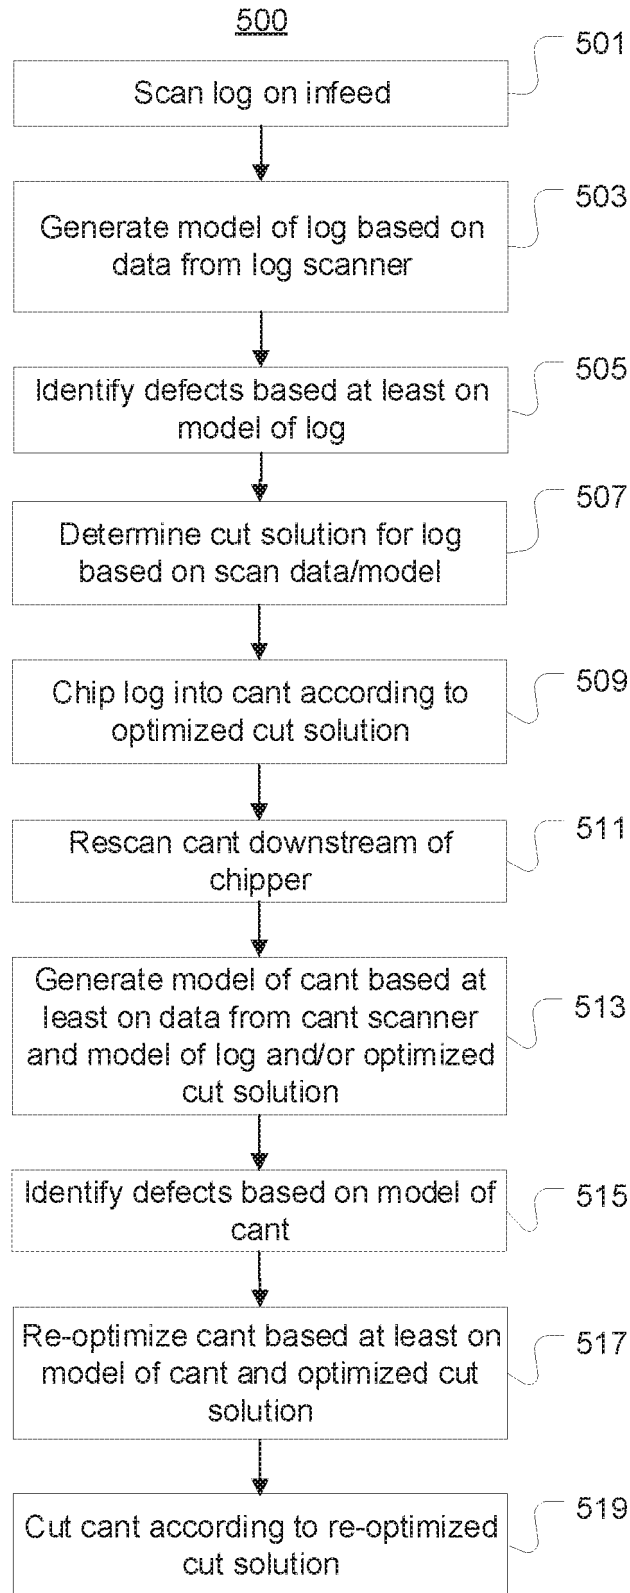 500
501
Scan log on infeed
503
Generate model of log based on
data from log scanner
505
Identify defects based at least on
model of log
507
Determine cut solution for log
based on scan data/model
509
Chip log into cant according to
optimized cut solution
511
Rescan cant downstream of
chipper
513
Generate model of cant based at
least on data from cant scanner
and model of log and/or optimized
cut solution
515
Identify defects based on model of
cant
517
Re-optimize cant based at least on
model of cant and optimized cut
solution
519
Cut cant according to re-optimized
cut solution